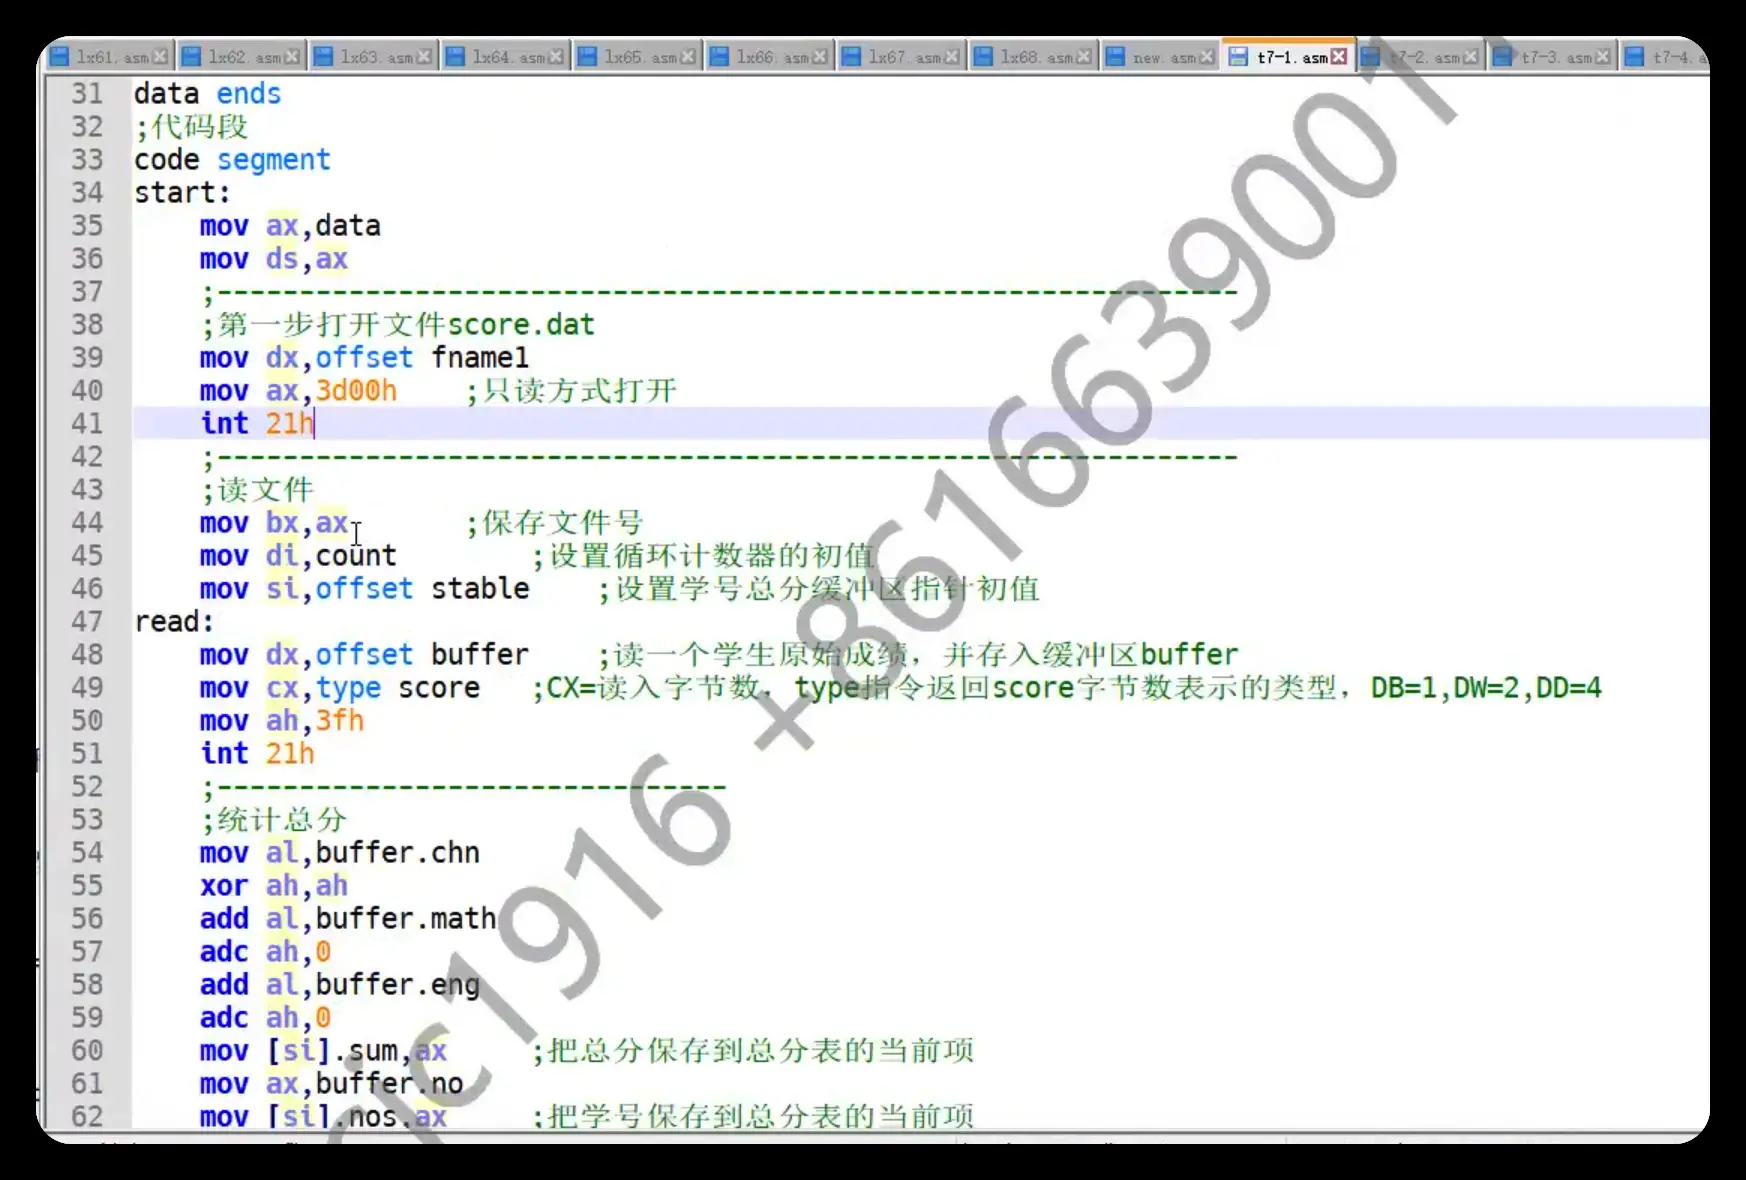 lx61.asm lx62.asm lx63.asm lx64.asm lx65.asm lx66.asm lx67.asm lx68.asm new.asm t7-1.asm t7-2.asm t7-3.asm t7-4.a
31 data ends
32 ;代码段
33 code segment
34 start:
35 mov ax,data
36 mov ds,ax
37 ;--------------------------------------------------------------
38 ;第一步打开文件score.dat
39 mov dx,offset fname1
40 mov ax,3d00h ;只读方式打开
41 int 21h
42 ;--------------------------------------------------------------
43 ;读文件
44 mov bx,ax ;保存文件号
45 mov di,count ;设置循环计数器的初值
46 mov si,offset stable ;设置学号总分缓冲区指针初值
47 read:
48 mov dx,offset buffer ;读一个学生原始成绩，并存入缓冲区buffer
49 mov cx,type score ;CX=读入字节数，type指令返回score字节数表示的类型，DB=1,DW=2,DD=4
50 mov ah,3fh
51 int 21h
52 ;-------------------------------
53 ;统计总分
54 mov al,buffer.chn
55 xor ah,ah
56 add al,buffer.math
57 adc ah,0
58 add al,buffer.eng
59 adc ah,0
60 mov [si].sum,ax ;把总分保存到总分表的当前项
61 mov ax,buffer.no
62 mov [si].nos,ax ;把学号保存到总分表的当前项
ric1916 +8616639001